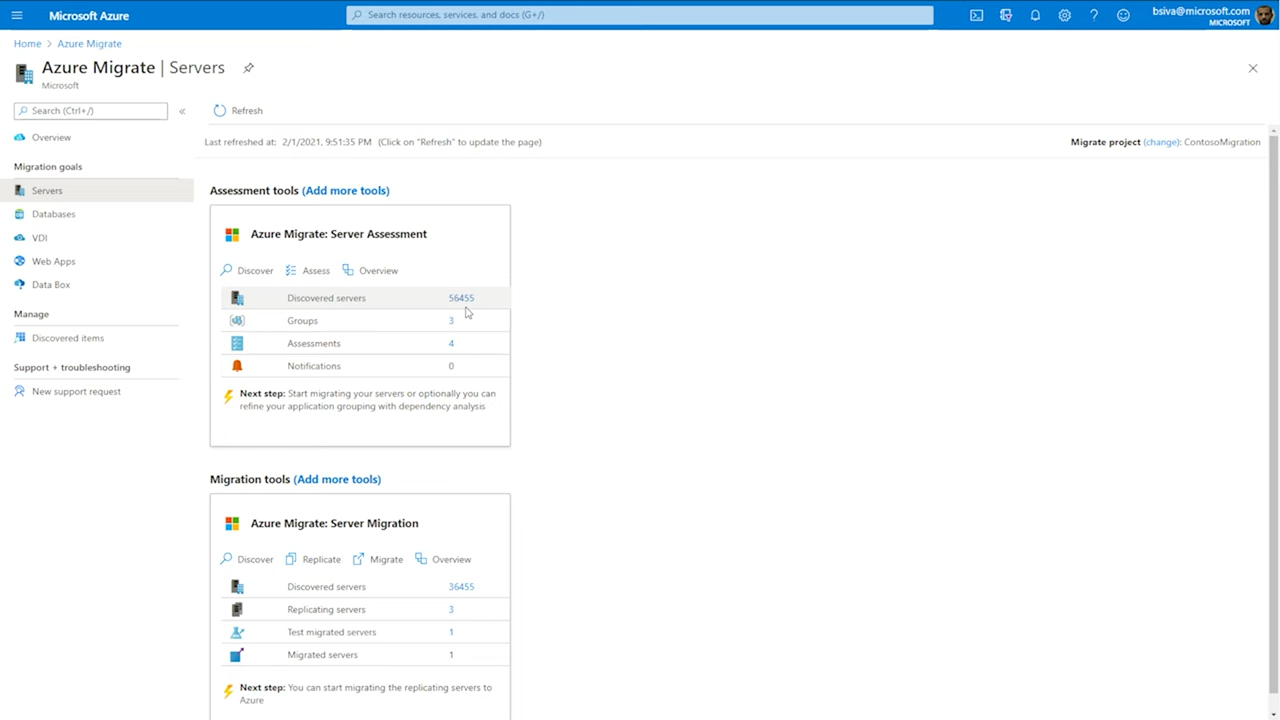 Microsoft Azure
Search resources, services, and docs (G+/)
bsiva@microsoft.com
MICROSOFT
Home > Azure Migrate
Azure Migrate | Servers
Microsoft
Search (Ctrl+/)
«
Refresh
Overview
Last refreshed at: 2/1/2021, 9:51:35 PM (Click on "Refresh" to update the page)
Migrate project (change): ContosoMigration
Migration goals
Servers
Databases
VDI
Web Apps
Data Box
Manage
Discovered items
Support + troubleshooting
New support request
Assessment tools (Add more tools)
Azure Migrate: Server Assessment
Discover Assess Overview
Discovered servers 56455
Groups 3
Assessments 4
Notifications 0
Next step: Start migrating your servers or optionally you can
refine your application grouping with dependency analysis
Migration tools (Add more tools)
Azure Migrate: Server Migration
Discover Replicate Migrate Overview
Discovered servers 36455
Replicating servers 3
Test migrated servers 1
Migrated servers 1
Next step: You can start migrating the replicating servers to
Azure